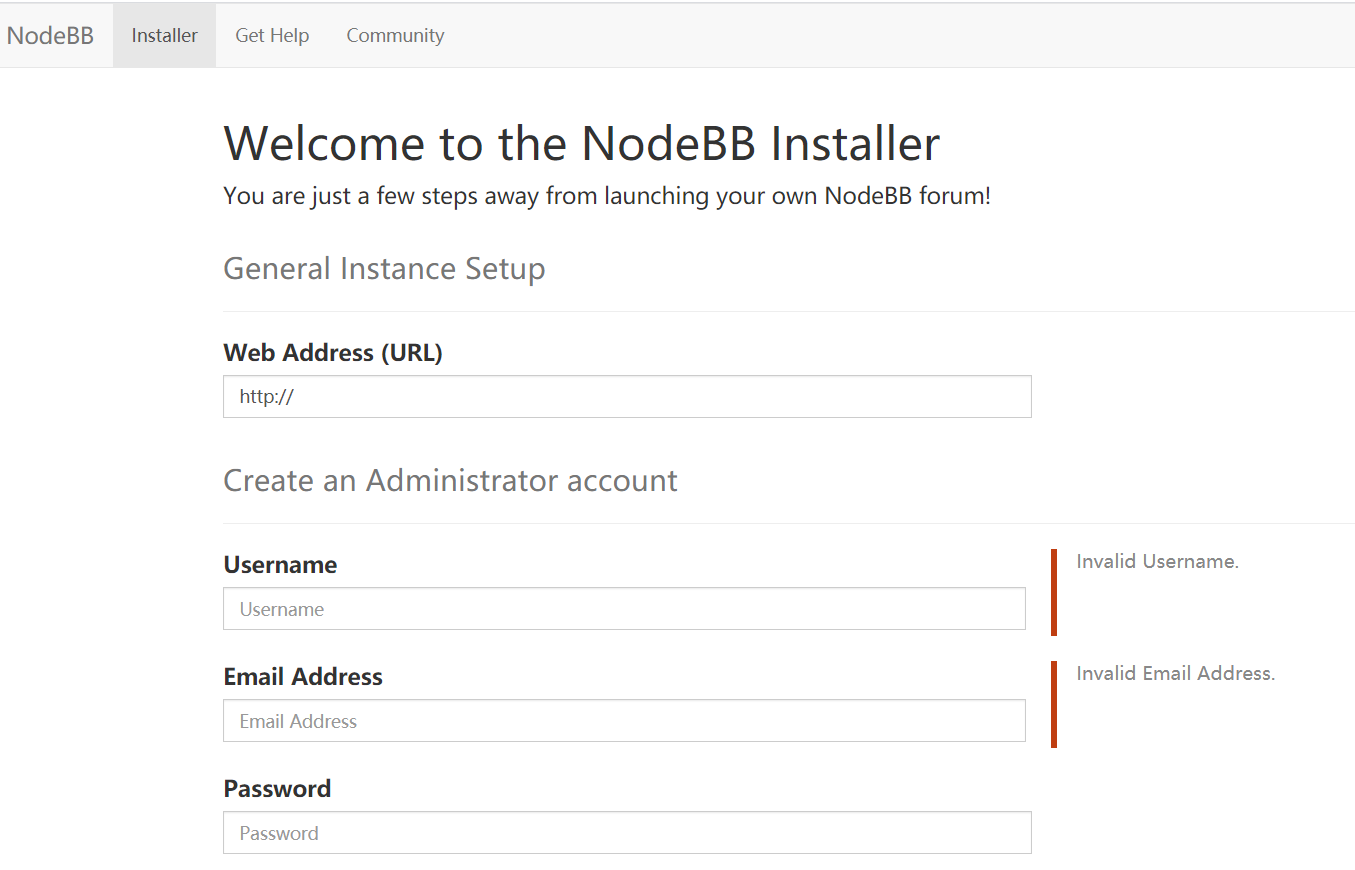 NodeBB Installer Get Help Community
Welcome to the NodeBB Installer
You are just a few steps away from launching your own NodeBB forum!
General Instance Setup
Web Address (URL)
http://
Create an Administrator account
Username
Invalid Username.
Username
Email Address
Invalid Email Address.
Email Address
Password
Password